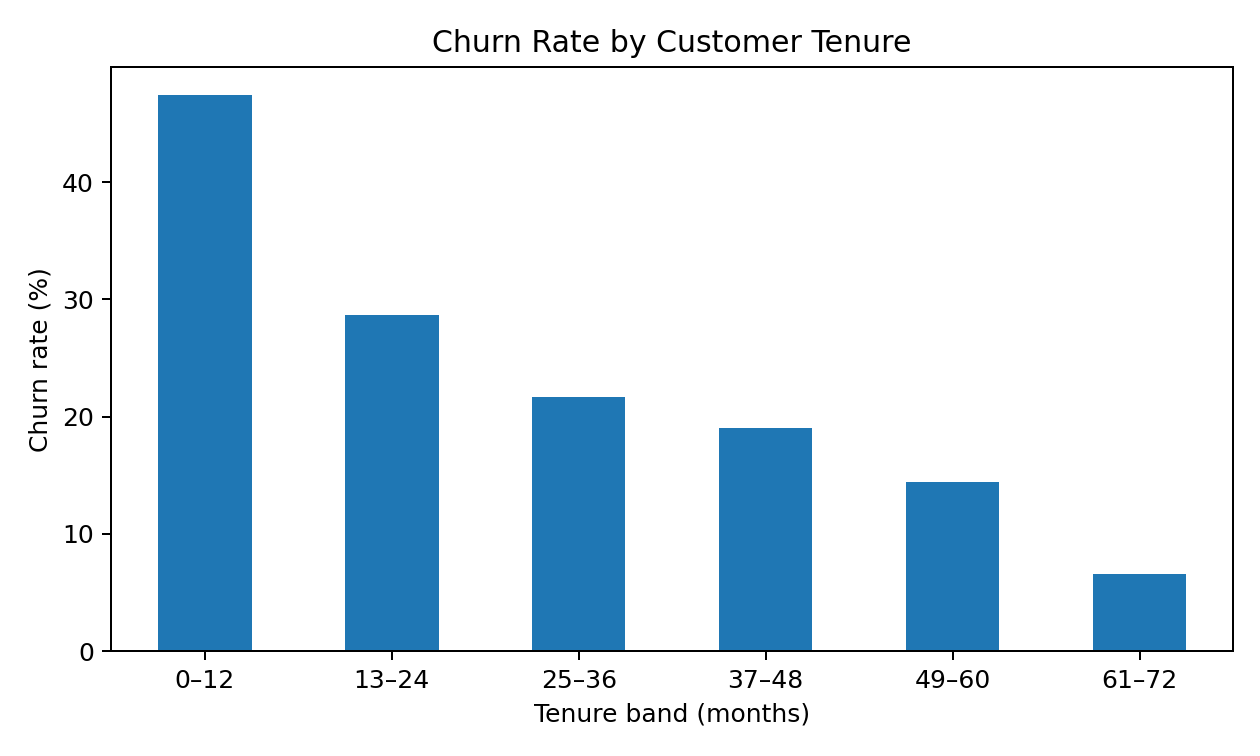 Churn Rate by Customer Tenure
Churn rate (%)
40
30
20
10
0
0–12 13–24 25–36 37–48 49–60 61–72
Tenure band (months)